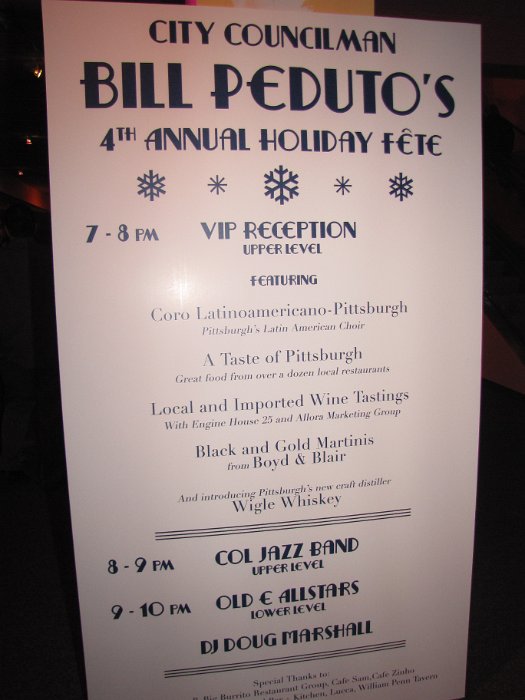 CITY COUNCILMAN
BILL PEDUTO'S
4TH ANNUAL HOLIDAY FÊTE
7 - 8 PM VIP RECEPTION
UPPER LEVEL
FEATURING
Coro Latinoamericano-Pittsburgh
Pittsburgh's Latin American Choir
A Taste of Pittsburgh
Great food from over a dozen local restaurants
Local and Imported Wine Tastings
With Engine House 25 and Allora Marketing Group
Black and Gold Martinis
from Boyd & Blair
And introducing Pittsburgh's new craft distiller
Wigle Whiskey
8 - 9 PM COL JAZZ BAND
UPPER LEVEL
9 - 10 PM OLD E ALLSTARS
LOWER LEVEL
DJ DOUG MARSHALL
Special Thanks to:
Big Burrito Restaurant Group, Cafe Sam, Cafe Zinho
Kitchen, Lucca, William Penn Tavern